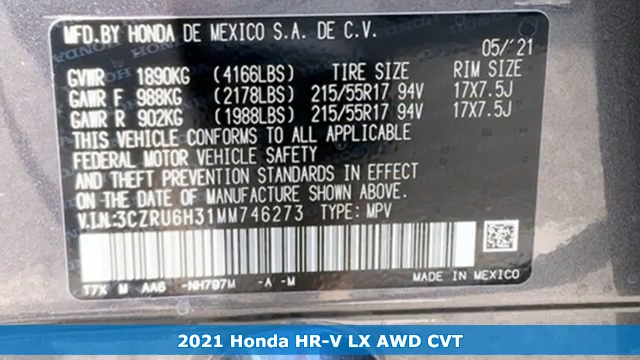 MFD.BY HONDA DE MEXICO S.A. DE C.V.
05/'21
GVWR 1890KG (4166LBS) TIRE SIZE RIM SIZE
GAWR F 988KG (2178LBS) 215/55R17 94V 17X7.5J
GAWR R 902KG (1988LBS) 215/55R17 94V 17X7.5J
THIS VEHICLE CONFORMS TO ALL APPLICABLE
FEDERAL MOTOR VEHICLE SAFETY
AND THEFT PREVENTION STANDARDS IN EFFECT
ON THE DATE OF MANUFACTURE SHOWN ABOVE.
V.I.N:3CZRU6H31MM746273 TYPE: MPV
T7X M AA6 -NH797M -A -M MADE IN MEXICO
2021 Honda HR-V LX AWD CVT